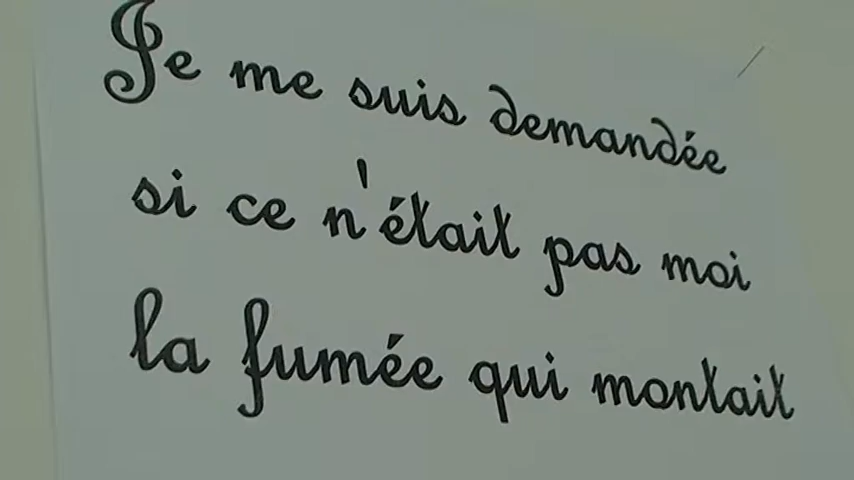 Je me suis demandée
si ce n'était pas moi
la fumée qui montait